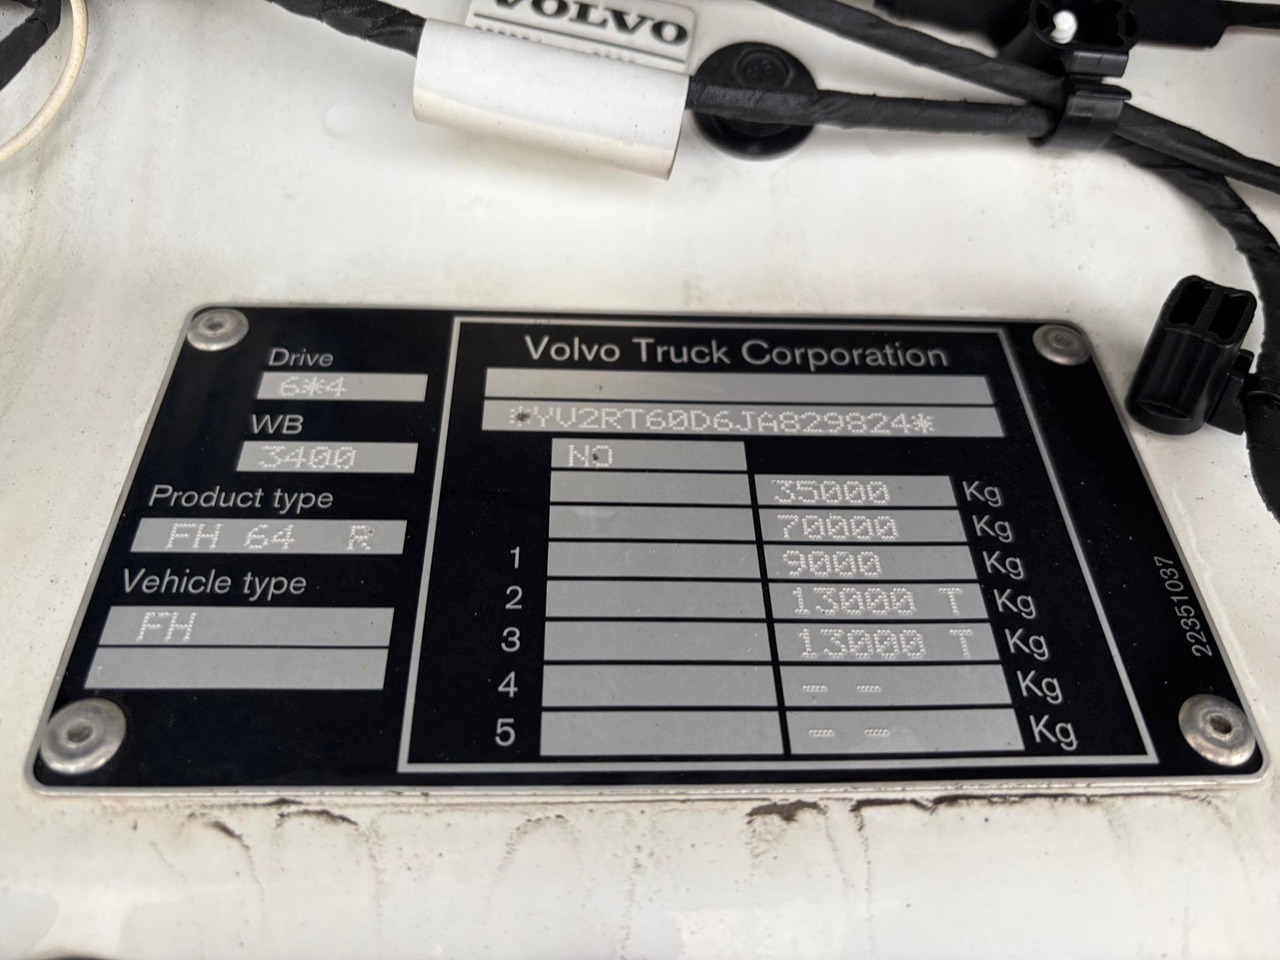 VOLVO
Drive
6*4
WB
3400
Product type
FH 64 R
Vehicle type
FH
Volvo Truck Corporation
*YV2RT60D6JA829824*
NO
35000 Kg
70000 Kg
1 9000 Kg
2 13000 T Kg
3 13000 T Kg
4 -- -- Kg
5 -- -- Kg
22351037